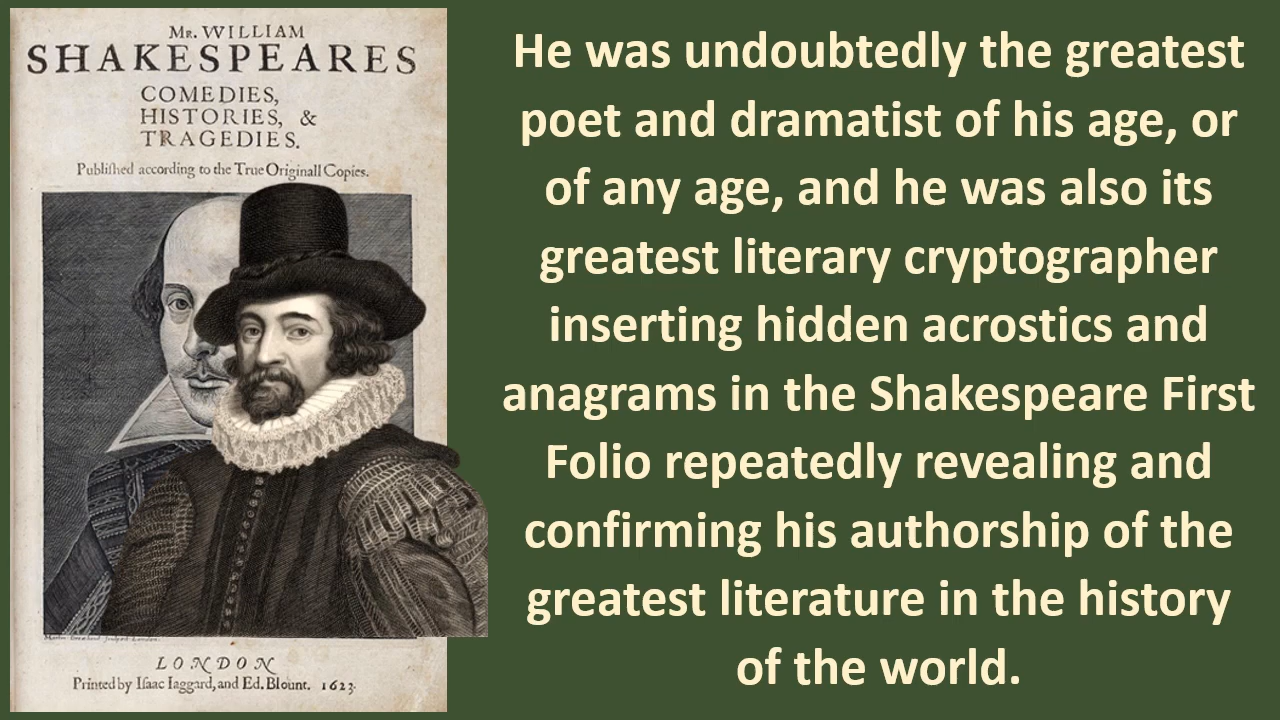 Mr. WILLIAM
SHAKESPEARES
COMEDIES,
HISTORIES, &
TRAGEDIES.
Publiſhed according to the True Originall Copies.
LONDON
Printed by Iſaac Iaggard, and Ed. Blount. 1623.
He was undoubtedly the greatest
poet and dramatist of his age, or
of any age, and he was also its
greatest literary cryptographer
inserting hidden acrostics and
anagrams in the Shakespeare First
Folio repeatedly revealing and
confirming his authorship of the
greatest literature in the history
of the world.